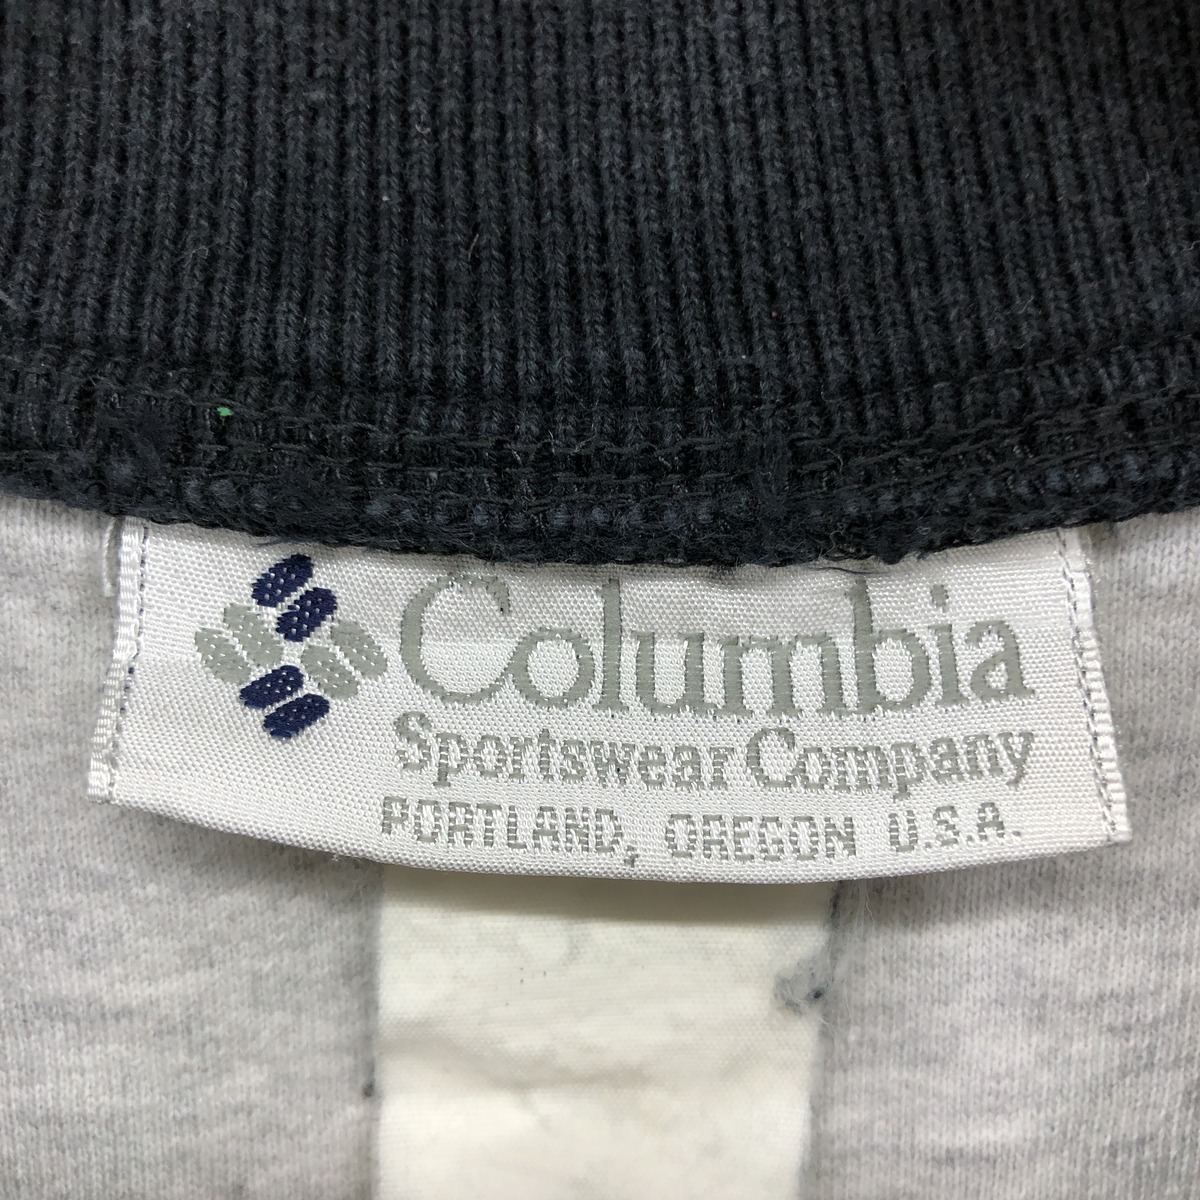 Columbia
Sportswear Company
PORTLAND, OREGON U.S.A.